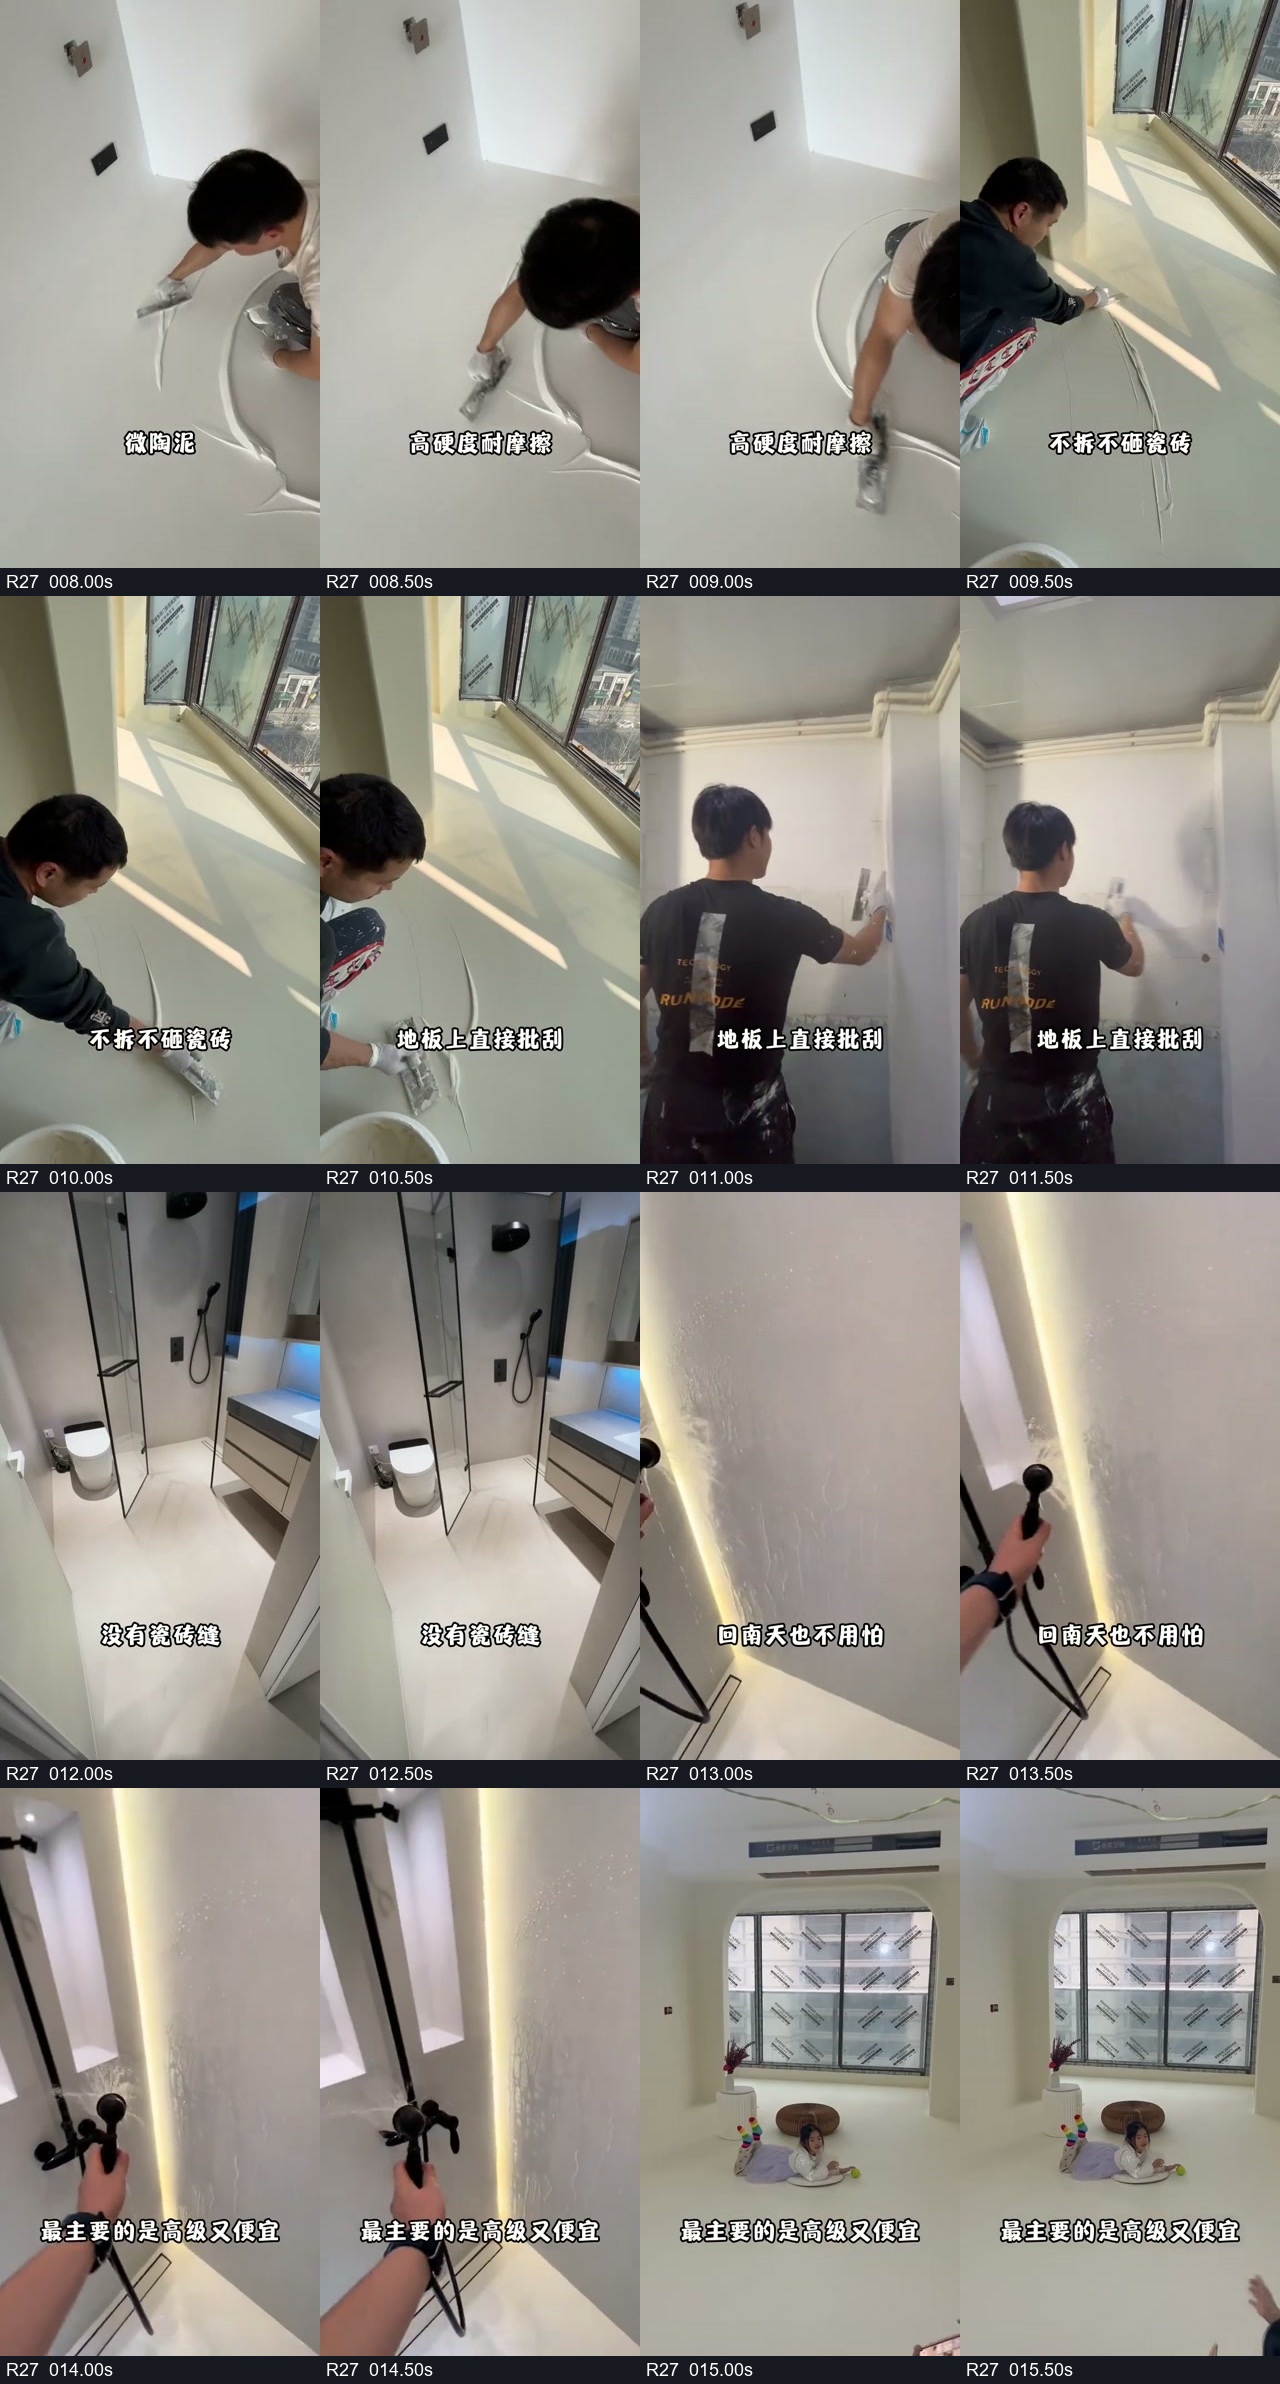 微陶泥
高硬度耐摩擦
高硬度耐摩擦
不拆不砸瓷砖
R27 008.00s
R27 008.50s
R27 009.00s
R27 009.50s
TECHNOLOGY
RUNMODE
不拆不砸瓷砖
地板上直接批刮
地板上直接批刮
地板上直接批刮
R27 010.00s
R27 010.50s
R27 011.00s
R27 011.50s
没有瓷砖缝
没有瓷砖缝
回南天也不用怕
回南天也不用怕
R27 012.00s
R27 012.50s
R27 013.00s
R27 013.50s
最主要的是高级又便宜
最主要的是高级又便宜
最主要的是高级又便宜
最主要的是高级又便宜
R27 014.00s
R27 014.50s
R27 015.00s
R27 015.50s